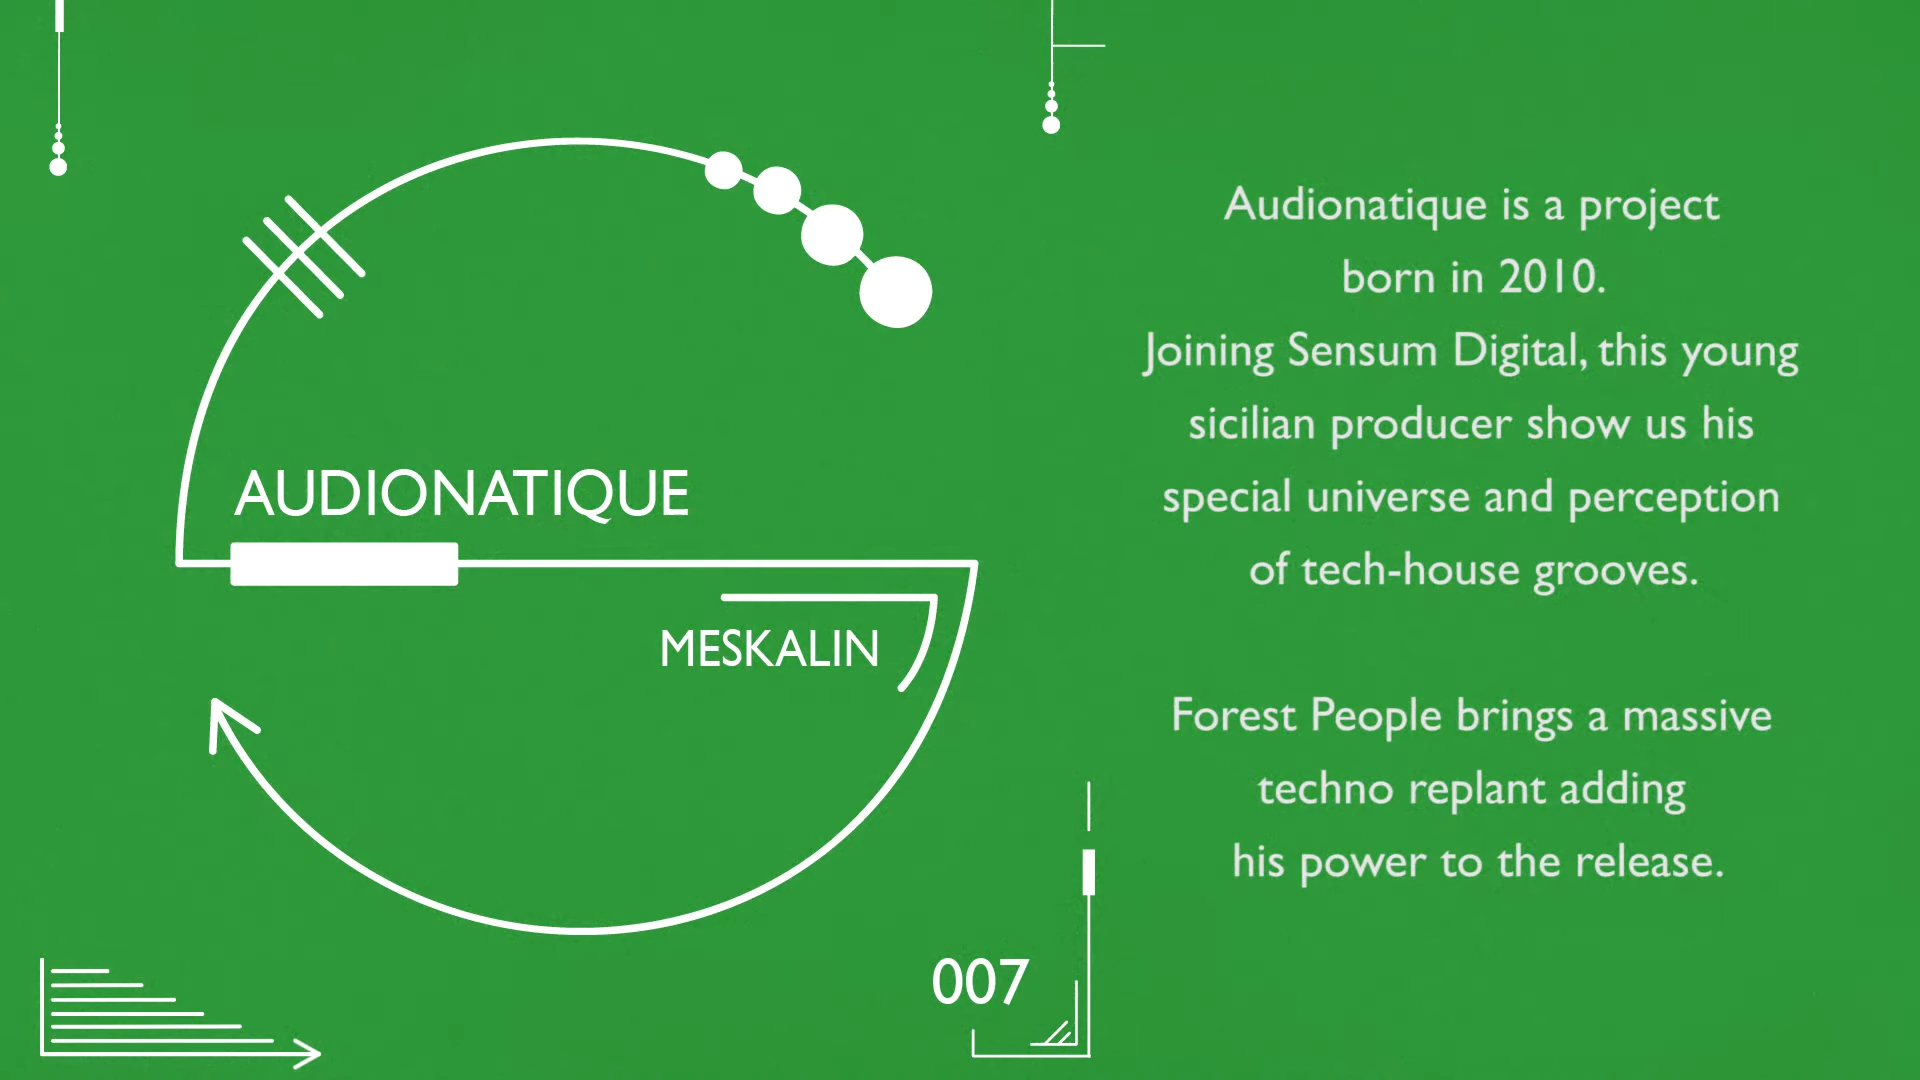 AUDIONATIQUE
MESKALIN
007
Audionatique is a project
born in 2010.
Joining Sensum Digital, this young
sicilian producer show us his
special universe and perception
of tech-house grooves.
Forest People brings a massive
techno replant adding
his power to the release.